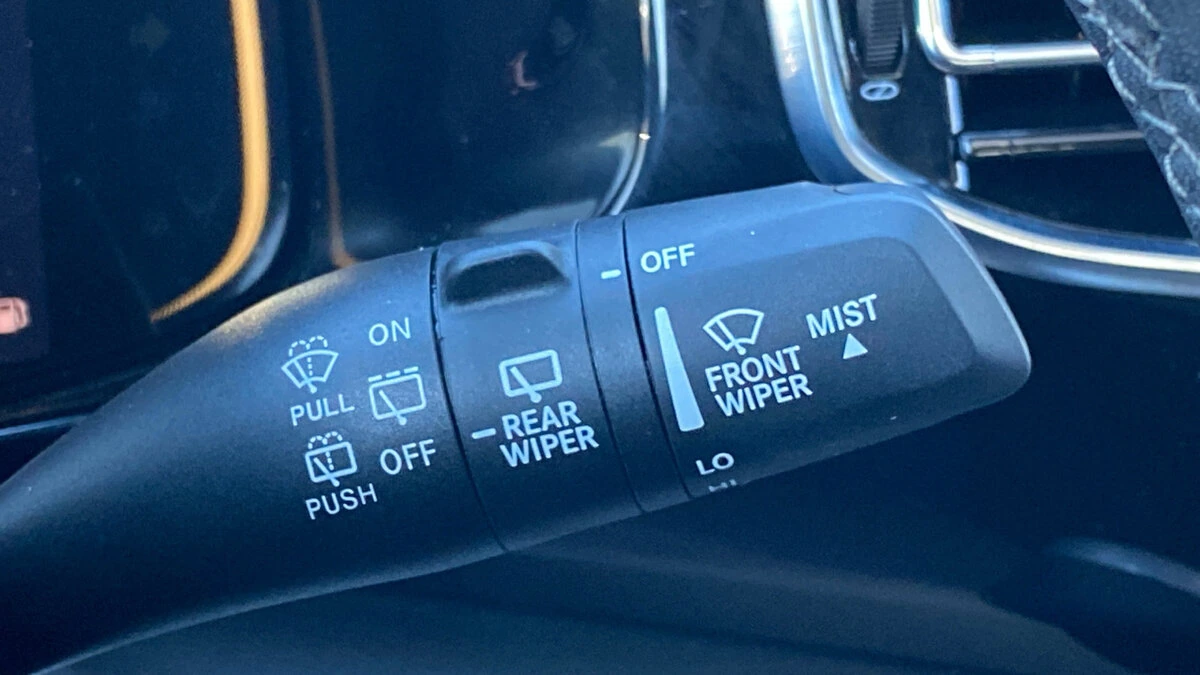 ON
PULL
OFF
PUSH
REAR
WIPER
OFF
FRONT
WIPER
MIST
LO